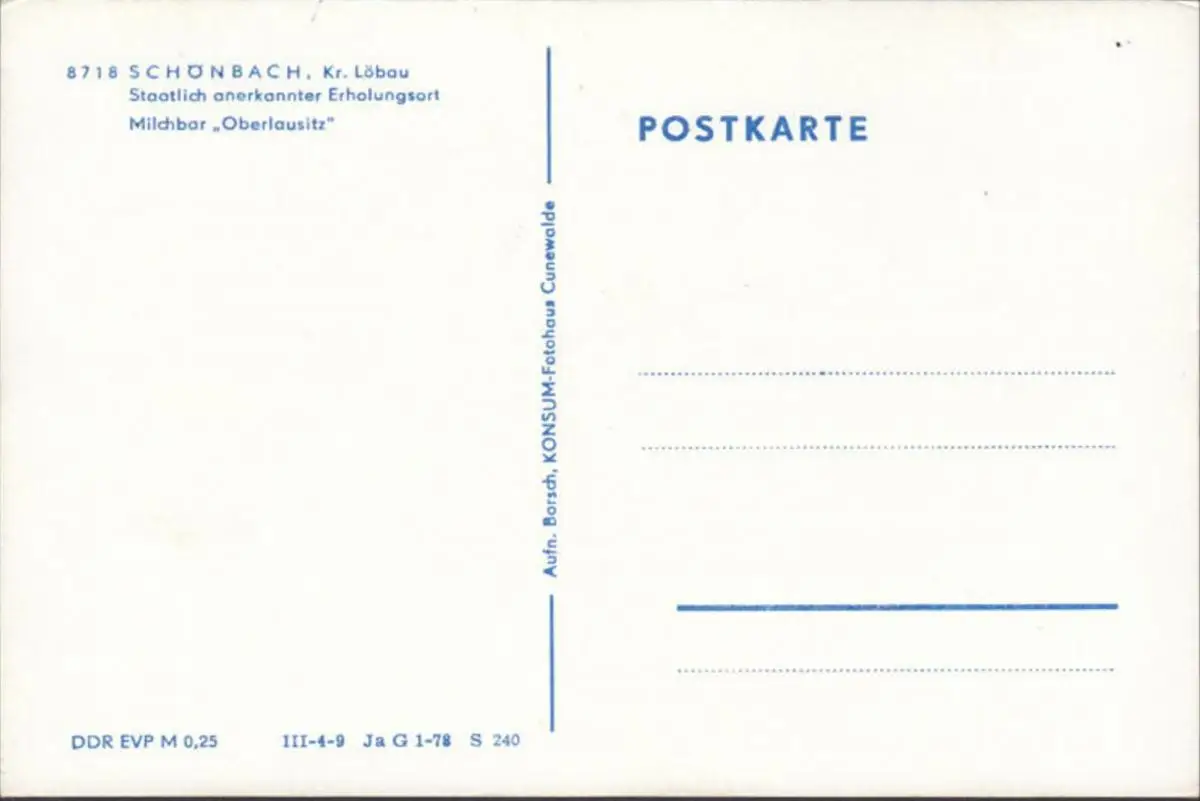 8718 SCHÖNBACH, Kr. Löbau
Staatlich anerkannter Erholungsort
Milchbar „Oberlausitz"
POSTKARTE
Aufn. Borsch, KONSUM-Fotohaus Cunewalde
DDR EVP M 0,25 III-4-9 Ja G 1-78 S 240